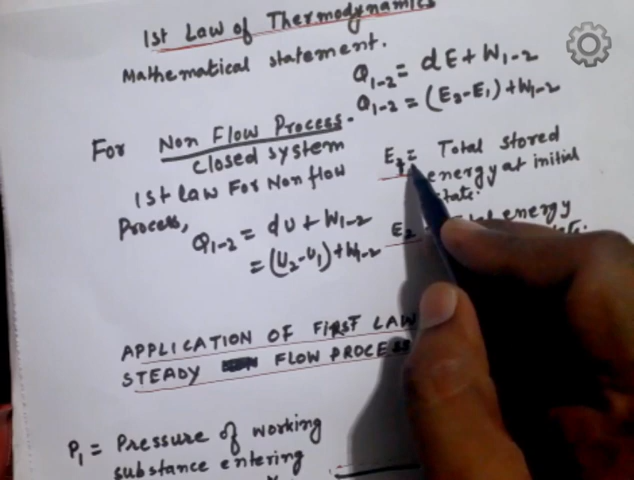 1st Law of Thermodynamics
Mathematical statement.
Q1-2 = dE + W1-2
Q1-2 = (E2-E1) + W1-2
For Non Flow Process -
closed system
1st law For Non flow
Process,
Q1-2 = dU + W1-2
= (U2-U1) + W1-2
E1 = Total stored
energy at initial
state.
E2 Total energy
APPLICATION OF FIRST LAW
STEADY FLOW PROCESS
P1 = Pressure of working
substance entering